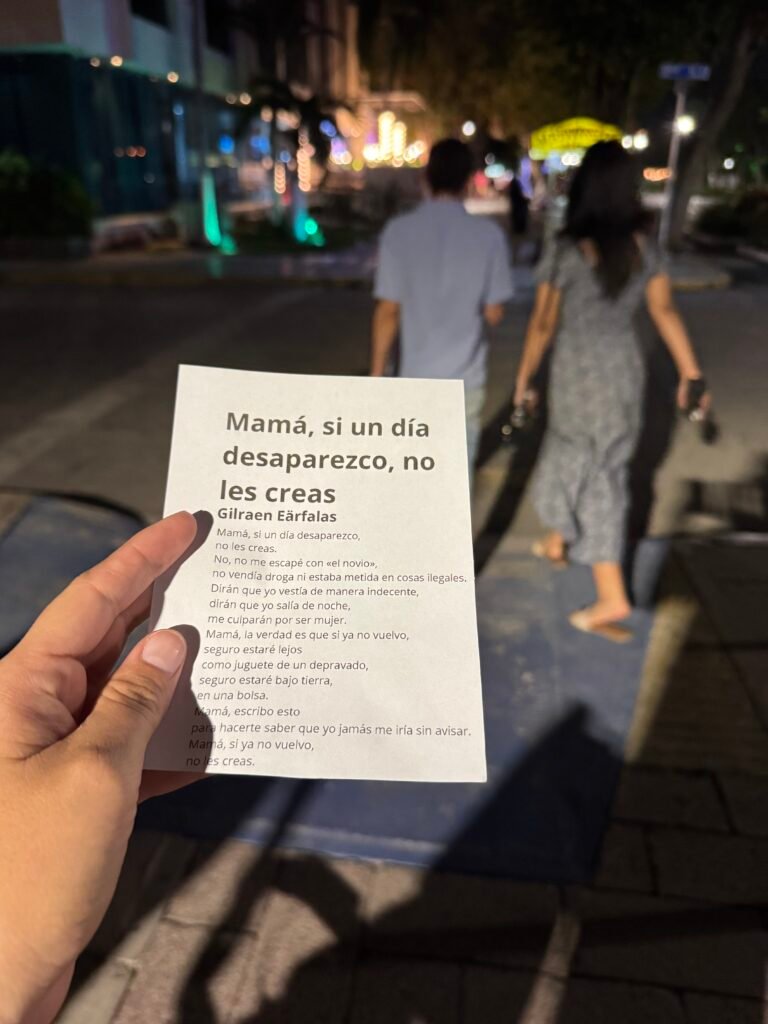 Mamá, si un día
desaparezco, no
les creas
Gilraen Eärfalas
Mamá, si un día desaparezco,
no les creas.
No, no me escapé con «el novio»,
no vendía droga ni estaba metida en cosas ilegales.
Dirán que yo vestía de manera indecente,
dirán que yo salía de noche,
me culparán por ser mujer.
Mamá, la verdad es que si ya no vuelvo,
seguro estaré lejos
como juguete de un depravado,
seguro estaré bajo tierra,
en una bolsa.
Mamá, escribo esto
para hacerte saber que yo jamás me iría sin avisar.
Mamá, si ya no vuelvo,
no les creas.